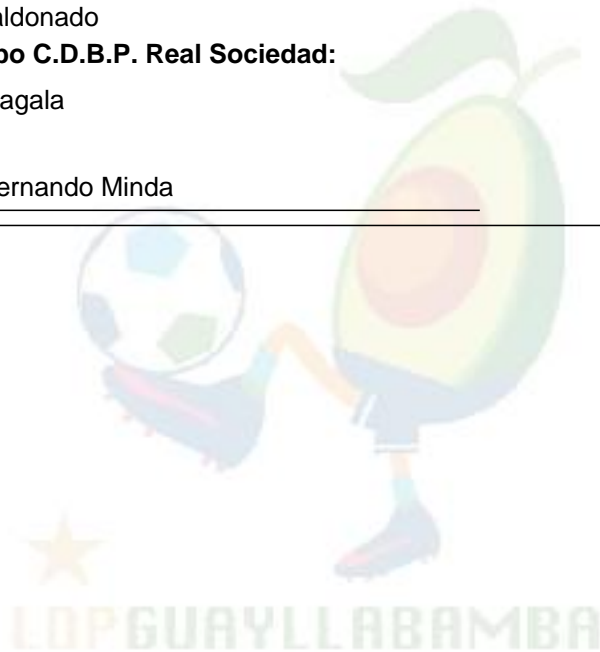 aldonado
po C.D.B.P. Real Sociedad:
agala
ernando Minda
LDPGUAYLLABAMBA